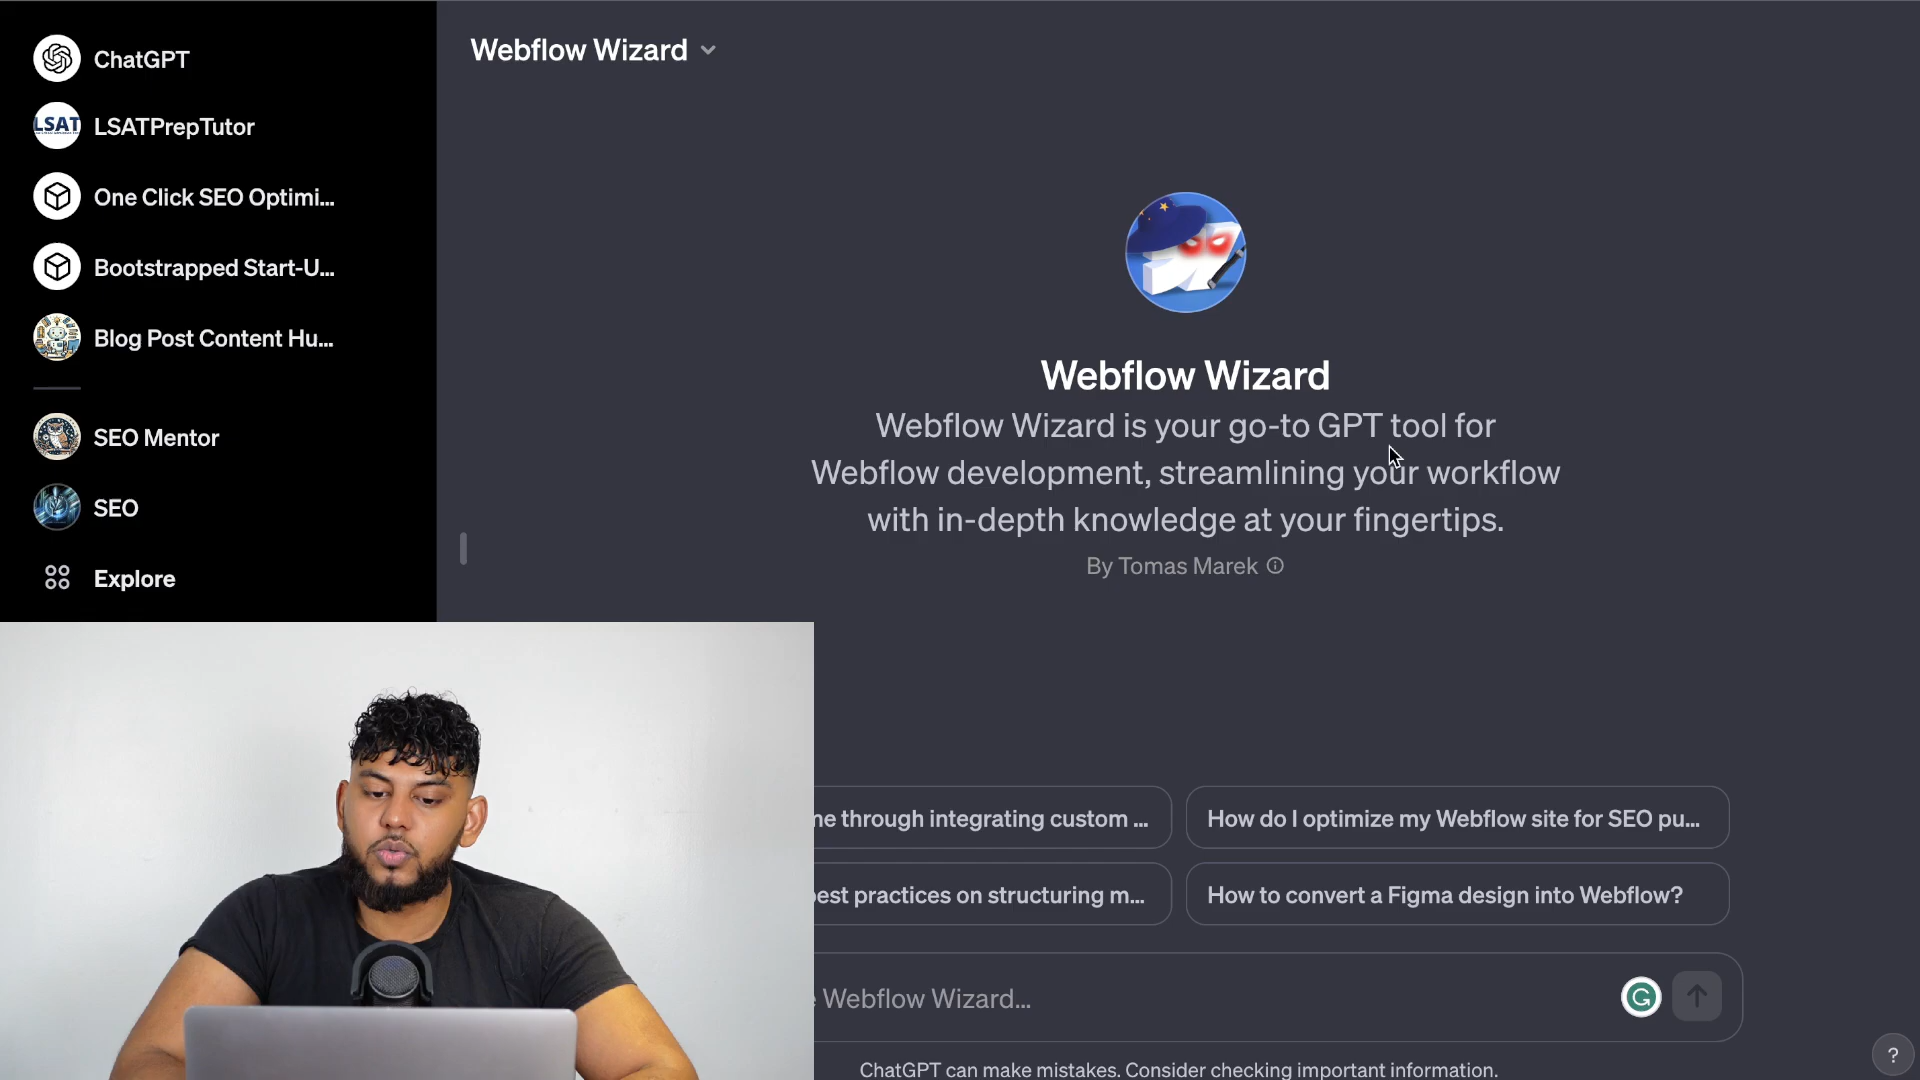 ChatGPT
LSAT
LSATPrepTutor
One Click SEO Optimi...
Bootstrapped Start-U...
Blog Post Content Hu...
SEO Mentor
SEO
Explore
Webflow Wizard
Webflow Wizard
Webflow Wizard is your go-to GPT tool for
Webflow development, streamlining your workflow
with in-depth knowledge at your fingertips.
By Tomas Marek
through integrating custom ...
How do I optimize my Webflow site for SEO pu...
practices on structuring m...
How to convert a Figma design into Webflow?
Webflow Wizard...
G
?
ChatGPT can make mistakes. Consider checking important information.